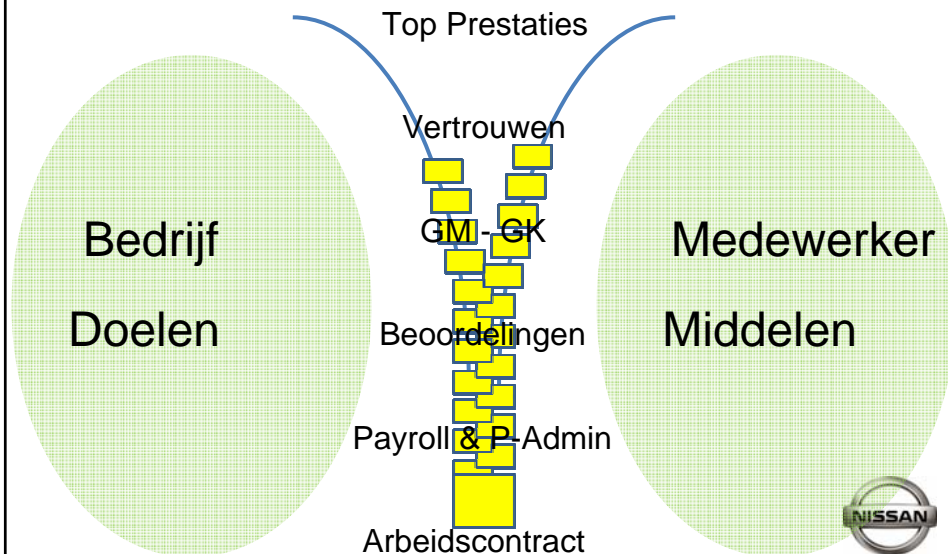 Top Prestaties
Vertrouwen
GM - GK
Bedrijf
Medewerker
Doelen
Beoordelingen
Middelen
Payroll & P-Admin
NISSAN
Arbeidscontract